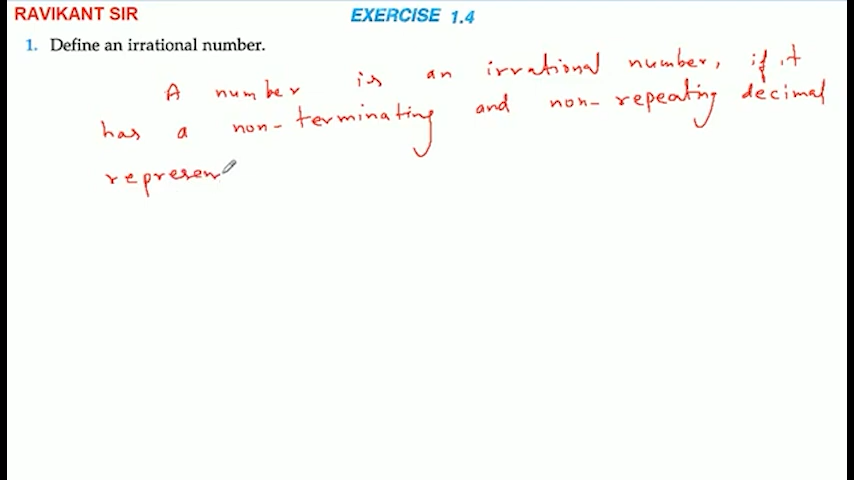 RAVIKANT SIR
EXERCISE 1.4
1. Define an irrational number.
A number is an irrational number, if it
has a non-terminating and non-repeating decimal
represen